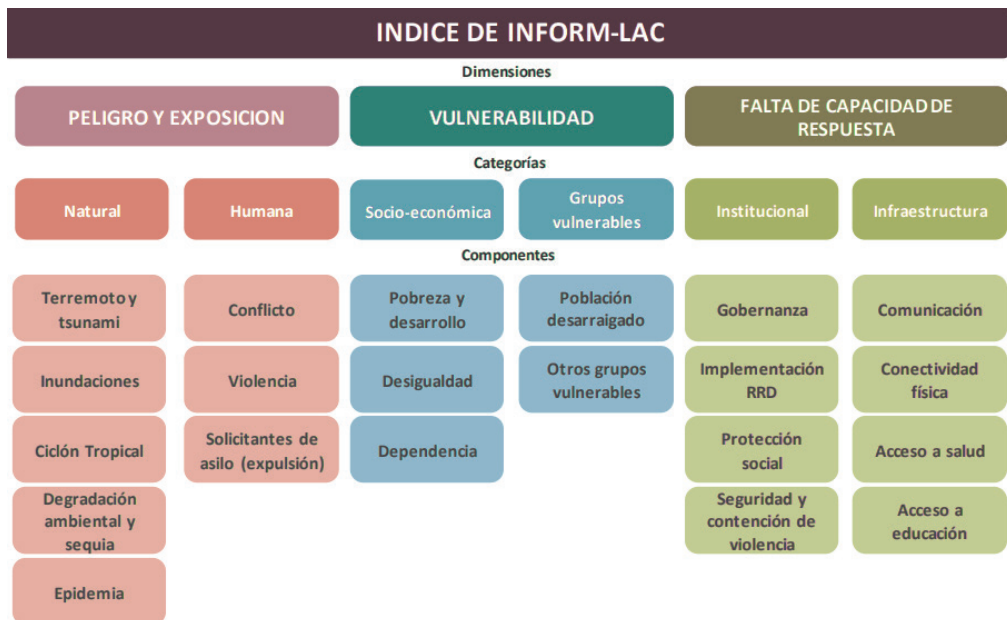 INDICE DE INFORM-LAC
Dimensiones
PELIGRO Y EXPOSICION
VULNERABILIDAD
FALTA DE CAPACIDAD DE
RESPUESTA
Categorías
Natural
Humana
Socio-económica
Grupos
vulnerables
Institucional
Infraestructura
Componentes
Terremoto y
tsunami
Conflicto
Pobreza y
desarrollo
Población
desarraigado
Gobernanza
Comunicación
Inundaciones
Violencia
Desigualdad
Otros grupos
vulnerables
Implementación
RRD
Conectividad
física
Ciclón Tropical
Solicitantes de
asilo (expulsión)
Dependencia
Protección
social
Acceso a salud
Degradación
ambiental y
sequia
Seguridad y
contención de
violencia
Acceso a
educación
Epidemia